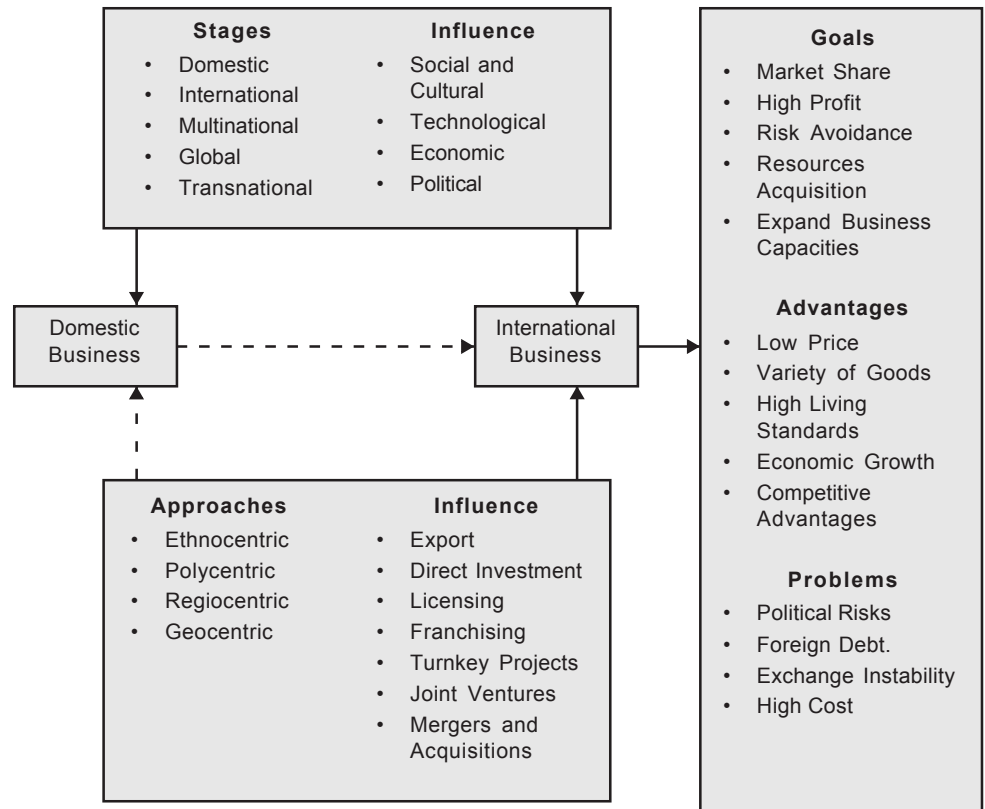 Stages
• Domestic
• International
• Multinational
• Global
• Transnational
Influence
• Social and
Cultural
• Technological
• Economic
• Political
Domestic
Business
International
Business
Approaches
• Ethnocentric
• Polycentric
• Regiocentric
• Geocentric
Influence
• Export
• Direct Investment
• Licensing
• Franchising
• Turnkey Projects
• Joint Ventures
• Mergers and
Acquisitions
Goals
• Market Share
• High Profit
• Risk Avoidance
• Resources
Acquisition
• Expand Business
Capacities
Advantages
• Low Price
• Variety of Goods
• High Living
Standards
• Economic Growth
• Competitive
Advantages
Problems
• Political Risks
• Foreign Debt.
• Exchange Instability
• High Cost